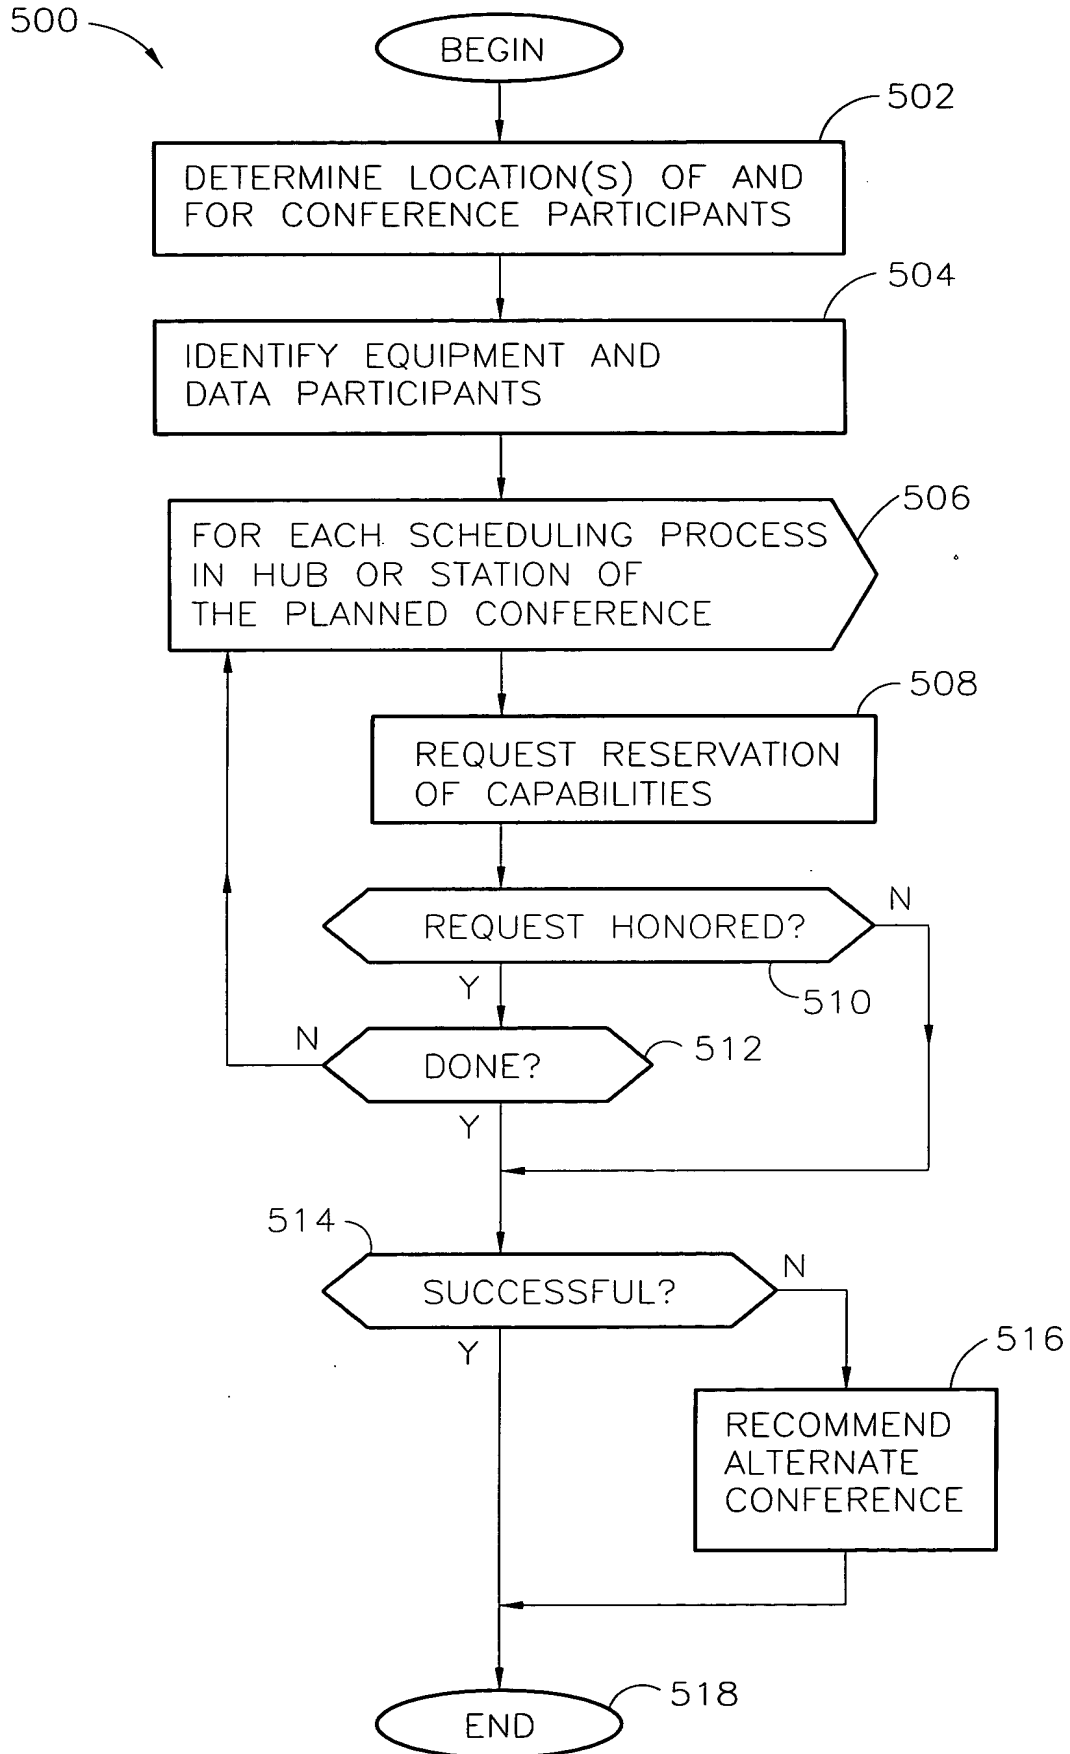 500
BEGIN
502
DETERMINE LOCATION(S) OF AND
FOR CONFERENCE PARTICIPANTS
504
IDENTIFY EQUIPMENT AND
DATA PARTICIPANTS
506
FOR EACH SCHEDULING PROCESS
IN HUB OR STATION OF
THE PLANNED CONFERENCE
508
REQUEST RESERVATION
OF CAPABILITIES
N
REQUEST HONORED?
Y
510
N
DONE?
512
Y
514
N
SUCCESSFUL?
Y
516
RECOMMEND
ALTERNATE
CONFERENCE
518
END